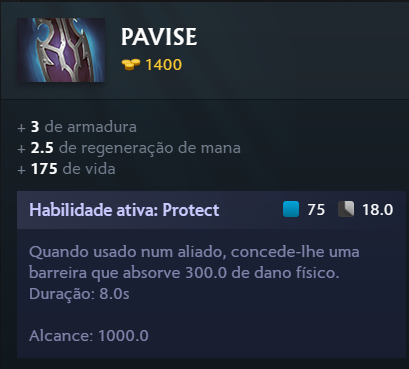 PAVISE
1400
+ 3 de armadura
+ 2.5 de regeneração de mana
+ 175 de vida
Habilidade ativa: Protect 75 18.0
Quando usado num aliado, concede-lhe uma
barreira que absorve 300.0 de dano físico.
Duração: 8.0s
Alcance: 1000.0